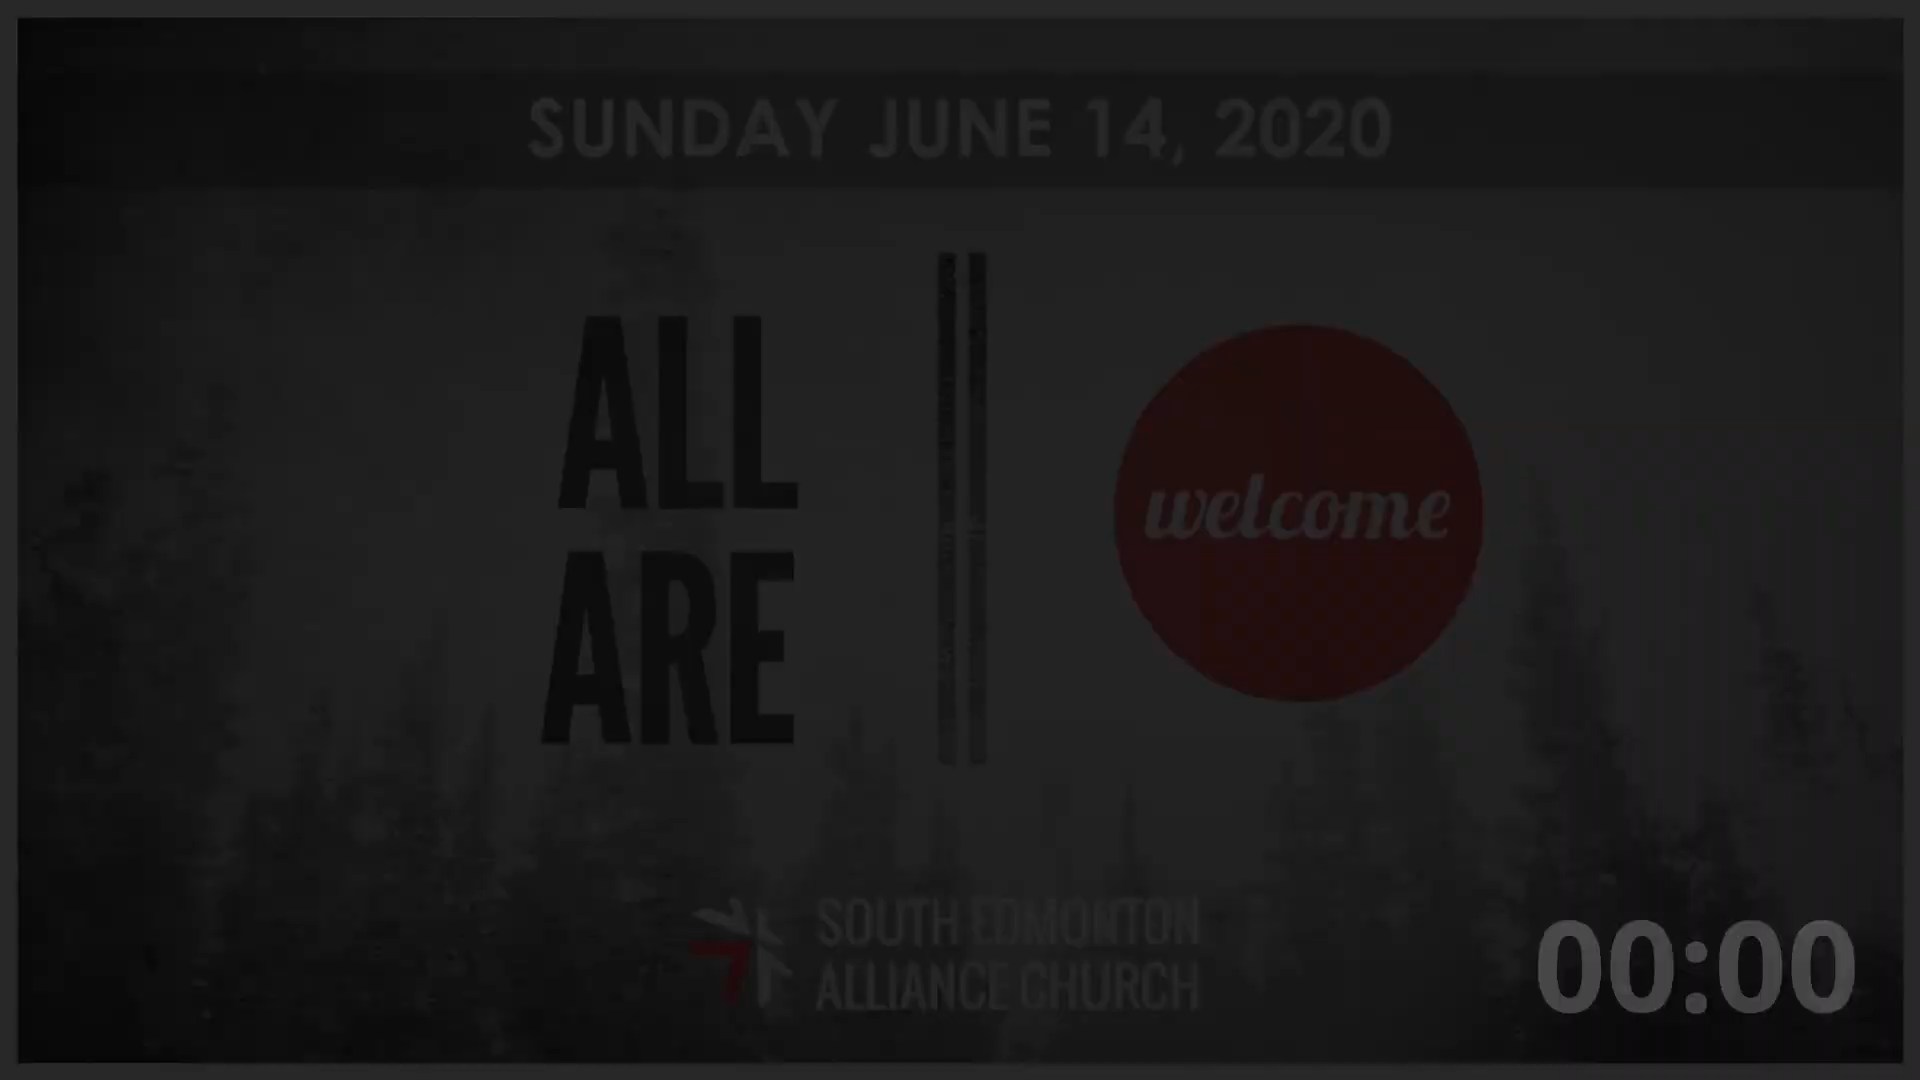 SUNDAY JUNE 14, 2020
ALL
ARE
welcome
SOUTH EDMONTON
ALLIANCE CHURCH
00:00